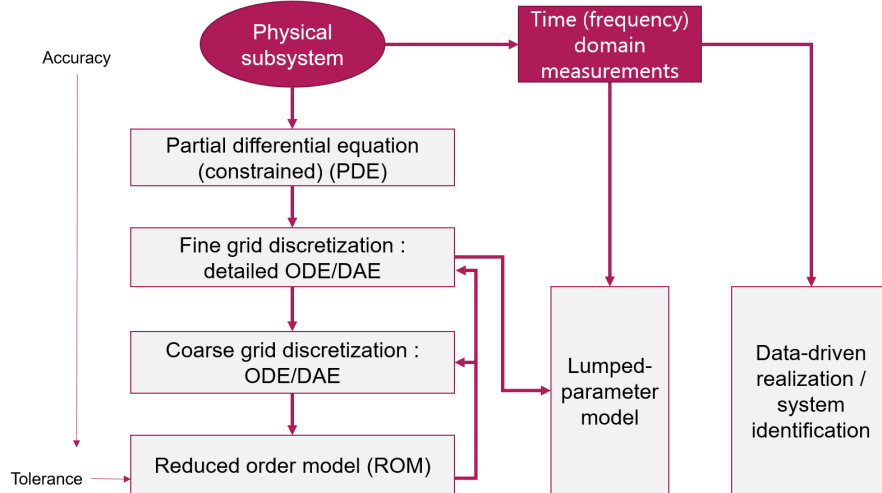 Physical
subsystem
Time (frequency)
domain
measurements
Accuracy
Partial differential equation
(constrained) (PDE)
Fine grid discretization :
detailed ODE/DAE
Coarse grid discretization :
ODE/DAE
Lumped-
parameter
model
Data-driven
realization /
system
identification
Tolerance
Reduced order model (ROM)